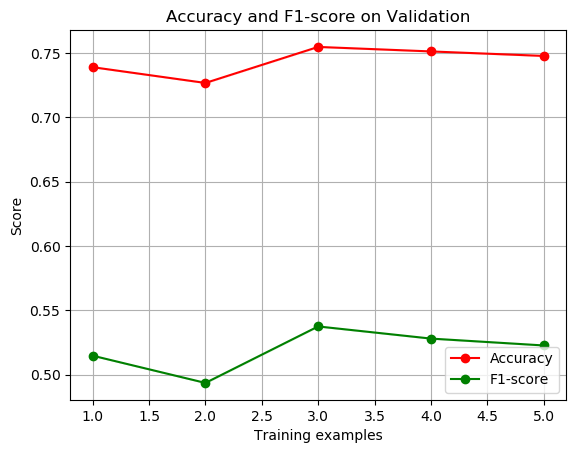 Accuracy and F1-score on Validation
Score
0.75
0.70
0.65
0.60
0.55
0.50
1.0 1.5 2.0 2.5 3.0 3.5 4.0 4.5 5.0
Training examples
Accuracy
F1-score